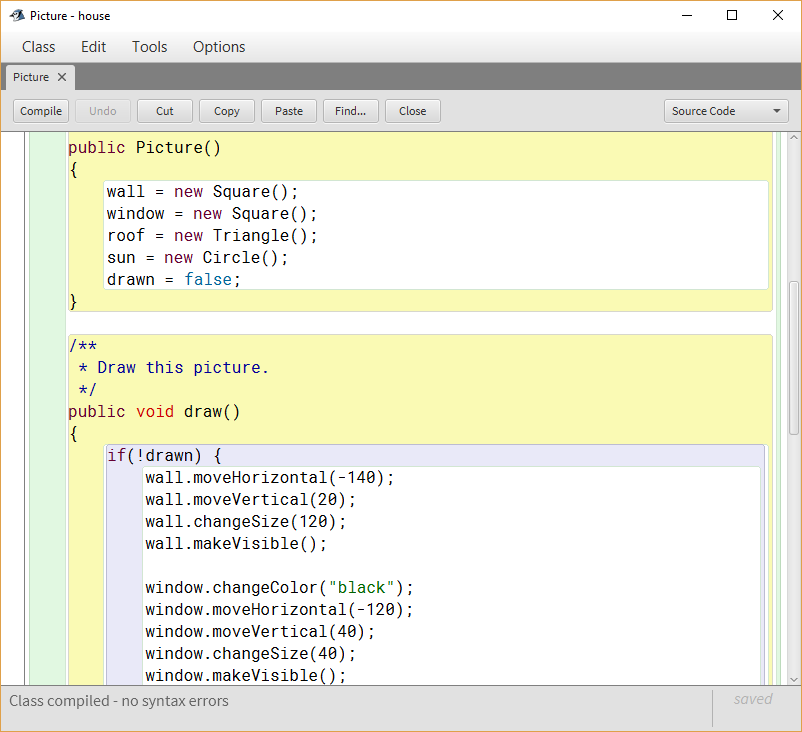 Picture - house
Class Edit Tools Options
Picture
Compile Undo Cut Copy Paste Find... Close Source Code
public Picture()
{
wall = new Square();
window = new Square();
roof = new Triangle();
sun = new Circle();
drawn = false;
}
/**
* Draw this picture.
*/
public void draw()
{
if(!drawn) {
wall.moveHorizontal(-140);
wall.moveVertical(20);
wall.changeSize(120);
wall.makeVisible();
window.changeColor("black");
window.moveHorizontal(-120);
window.moveVertical(40);
window.changeSize(40);
window.makeVisible();
Class compiled - no syntax errors
saved